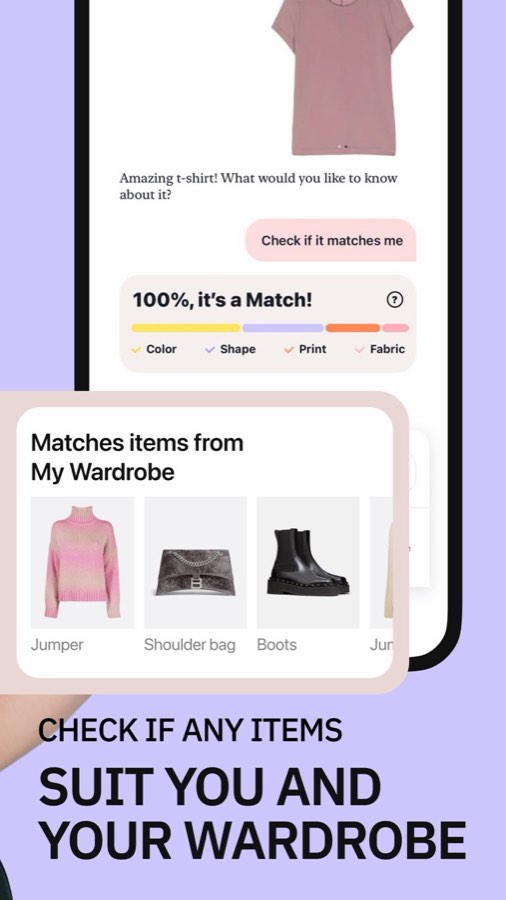 Amazing t-shirt! What would you like to know
about it?
Check if it matches me
100%, it's a Match!
?
Color
Shape
Print
Fabric
Matches items from
My Wardrobe
Jumper
Shoulder bag
Boots
CHECK IF ANY ITEMS
SUIT YOU AND
YOUR WARDROBE